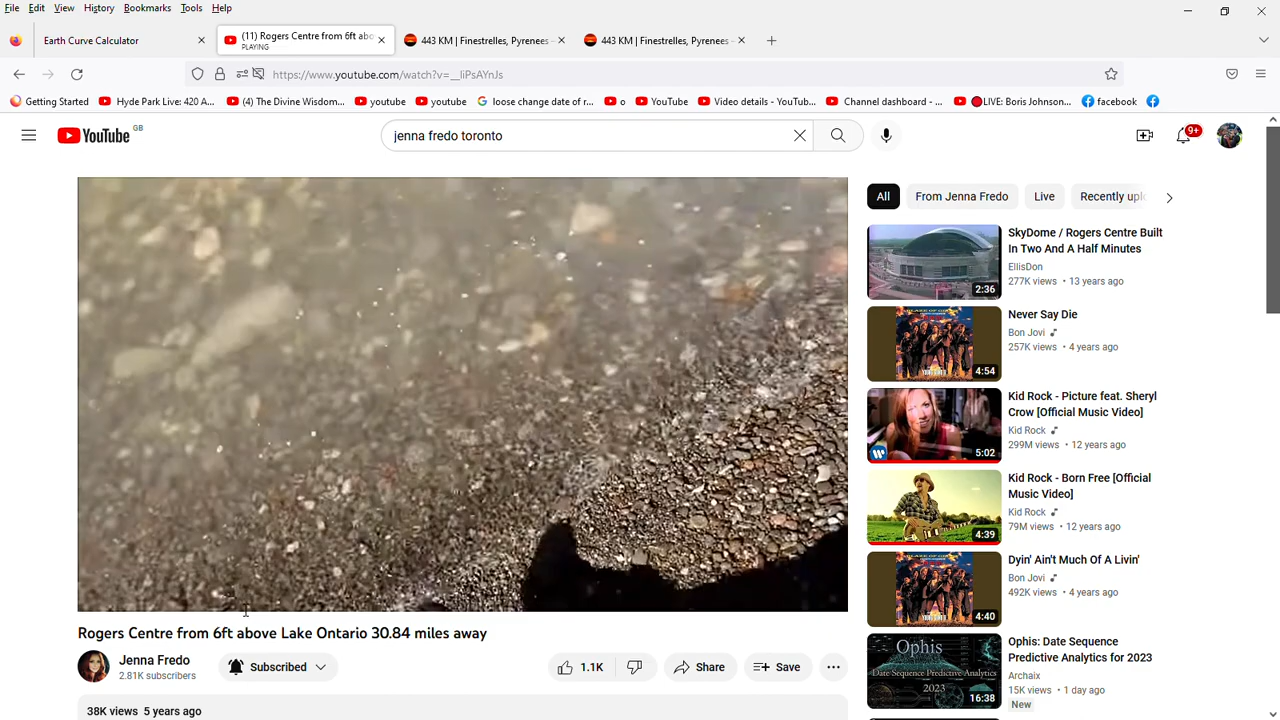 File Edit View History Bookmarks Tools Help
Earth Curve Calculator
(11) Rogers Centre from 6ft abo
PLAYING
443 KM | Finestrelles, Pyrenees -
443 KM | Finestrelles, Pyrenees -
https://www.youtube.com/watch?v=__liPsAYnJs
Getting Started Hyde Park Live: 420 A... (4) The Divine Wisdom... youtube youtube loose change date of r... o YouTube Video details - YouT... Channel dashboard - ... LIVE: Boris Johnson... facebook
YouTube GB
jenna fredo toronto
9+
All From Jenna Fredo Live Recently upl
SkyDome / Rogers Centre Built
In Two And A Half Minutes
EllisDon
277K views • 13 years ago
2:36
Never Say Die
Bon Jovi
257K views • 4 years ago
4:54
Kid Rock - Picture feat. Sheryl
Crow [Official Music Video]
Kid Rock
299M views • 12 years ago
5:02
Kid Rock - Born Free [Official
Music Video]
Kid Rock
79M views • 12 years ago
4:39
Dyin' Ain't Much Of A Livin'
Bon Jovi
492K views • 4 years ago
4:40
Ophis: Date Sequence
Predictive Analytics for 2023
Archaix
15K views • 1 day ago
New
Ophis
Date Sequence Predictive Analytics
2023
16:38
Rogers Centre from 6ft Ontario 30.84 miles away
Jenna Fredo
2.81K subscribers
1.1K Share Save
38K views 5 years ago